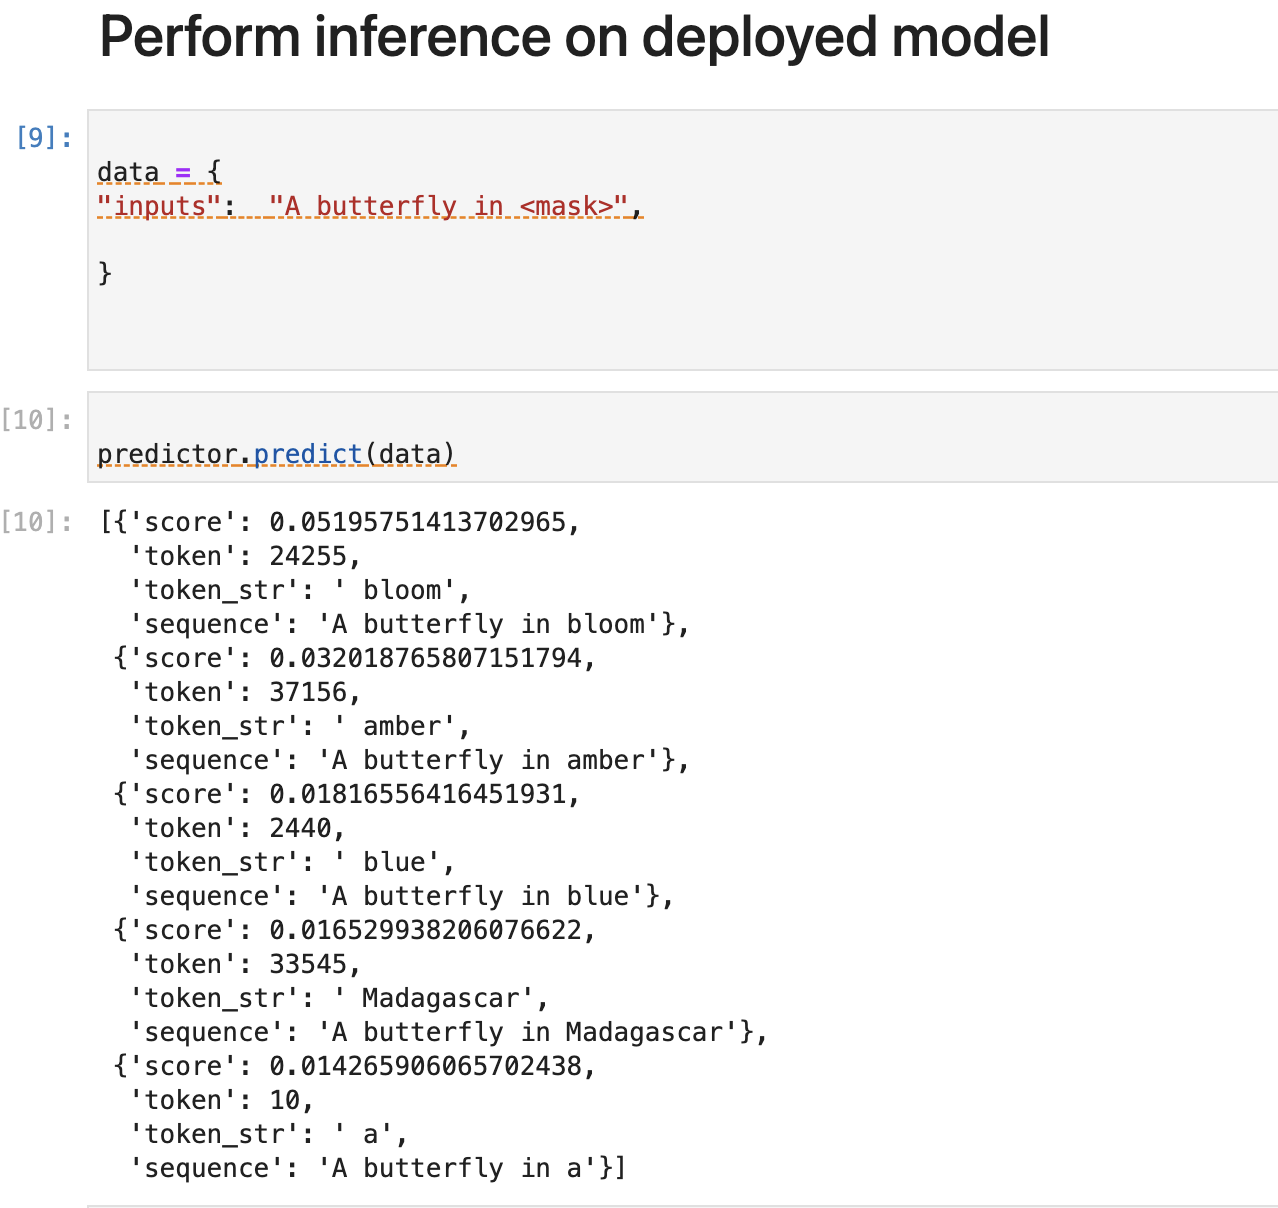 Perform inference on deployed model
[9]:
data = {
"inputs":  "A butterfly in <mask>",
}
[10]:
predictor.predict(data)
[10]: [{'score': 0.05195751413702965,
'token': 24255,
'token_str': ' bloom',
'sequence': 'A butterfly in bloom'},
{'score': 0.032018765807151794,
'token': 37156,
'token_str': ' amber',
'sequence': 'A butterfly in amber'},
{'score': 0.01816556416451931,
'token': 2440,
'token_str': ' blue',
'sequence': 'A butterfly in blue'},
{'score': 0.016529938206076622,
'token': 33545,
'token_str': ' Madagascar',
'sequence': 'A butterfly in Madagascar'},
{'score': 0.014265906065702438,
'token': 10,
'token_str': ' a',
'sequence': 'A butterfly in a'}]